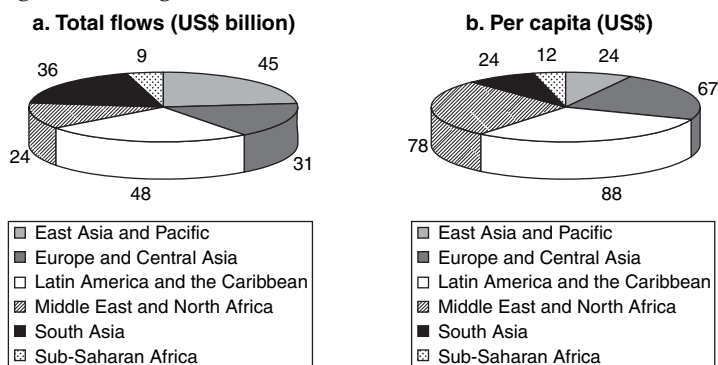 a. Total flows (US$ billion)
9
36
45
24
31
48
East Asia and Pacific
Europe and Central Asia
Latin America and the Caribbean
Middle East and North Africa
South Asia
Sub-Saharan Africa
b. Per capita (US$)
24
12
24
67
78
88
East Asia and Pacific
Europe and Central Asia
Latin America and the Caribbean
Middle East and North Africa
South Asia
Sub-Saharan Africa